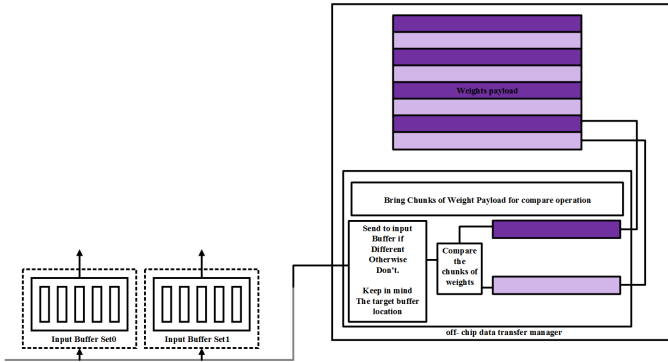 Weights payload
Bring Chunks of Weight Payload for compare operation
Send to input
Buffer if
Different
Otherwise
Don't.
Keep in mind
The target buffer
location
Compare
the
chunks of
weights
off- chip data transfer manager
Input Buffer Set0
Input Buffer Set1